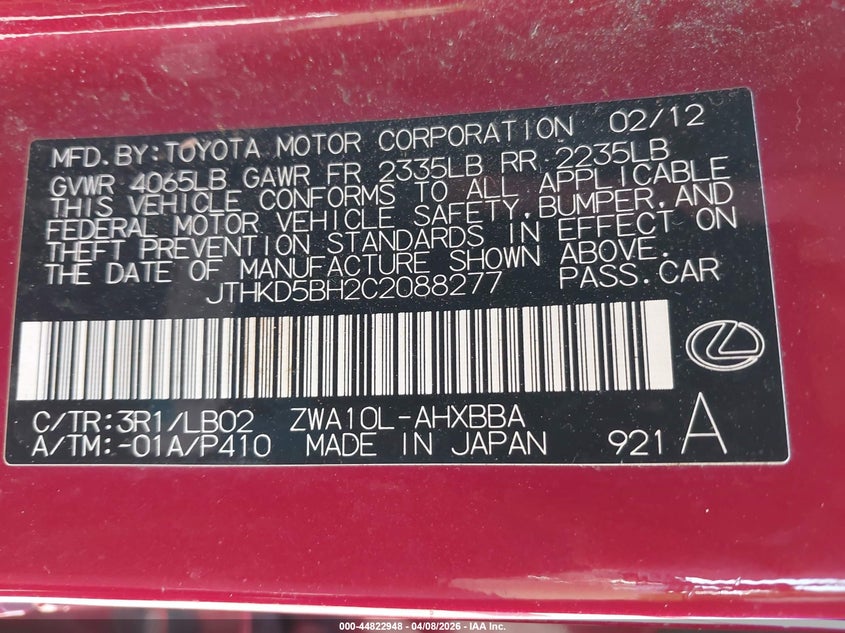 MFD.BY:TOYOTA MOTOR CORPORATION 02/12
GVWR 4065LB GAWR FR 2335LB RR 2235LB
THIS VEHICLE CONFORMS TO ALL APPLICABLE
FEDERAL MOTOR VEHICLE SAFETY,BUMPER,AND
THEFT PREVENTION STANDARDS IN EFFECT ON
THE DATE OF MANUFACTURE SHOWN ABOVE.
JTHKD5BH2C2088277 PASS.CAR
C/TR:3R1/LB02 ZWA10L-AHXBBA
A/TM:-01A/P410 MADE IN JAPAN 921 A
000-44822948 - 04/08/2026 - IAA Inc.